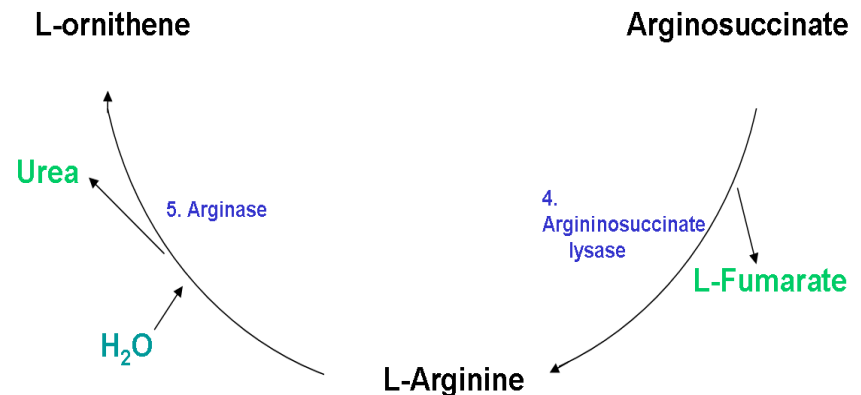 L-ornithene
Arginosuccinate
Urea
5. Arginase
4.
Argininosuccinate
lysase
L-Fumarate
H₂O
L-Arginine